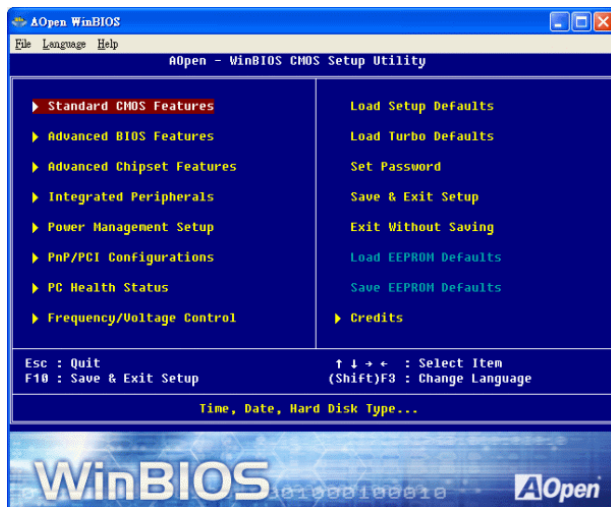 AOpen WinBIOS
File Language Help
AOpen - WinBIOS CMOS Setup Utility
Standard CMOS Features
Advanced BIOS Features
Advanced Chipset Features
Integrated Peripherals
Power Management Setup
PnP/PCI Configurations
PC Health Status
Frequency/Voltage Control
Load Setup Defaults
Load Turbo Defaults
Set Password
Save & Exit Setup
Exit Without Saving
Load EEPROM Defaults
Save EEPROM Defaults
Credits
Esc : Quit
F10 : Save & Exit Setup
↑ ↓ → ← : Select Item
(Shift)F3 : Change Language
Time, Date, Hard Disk Type...
WinBIOS
AOpen